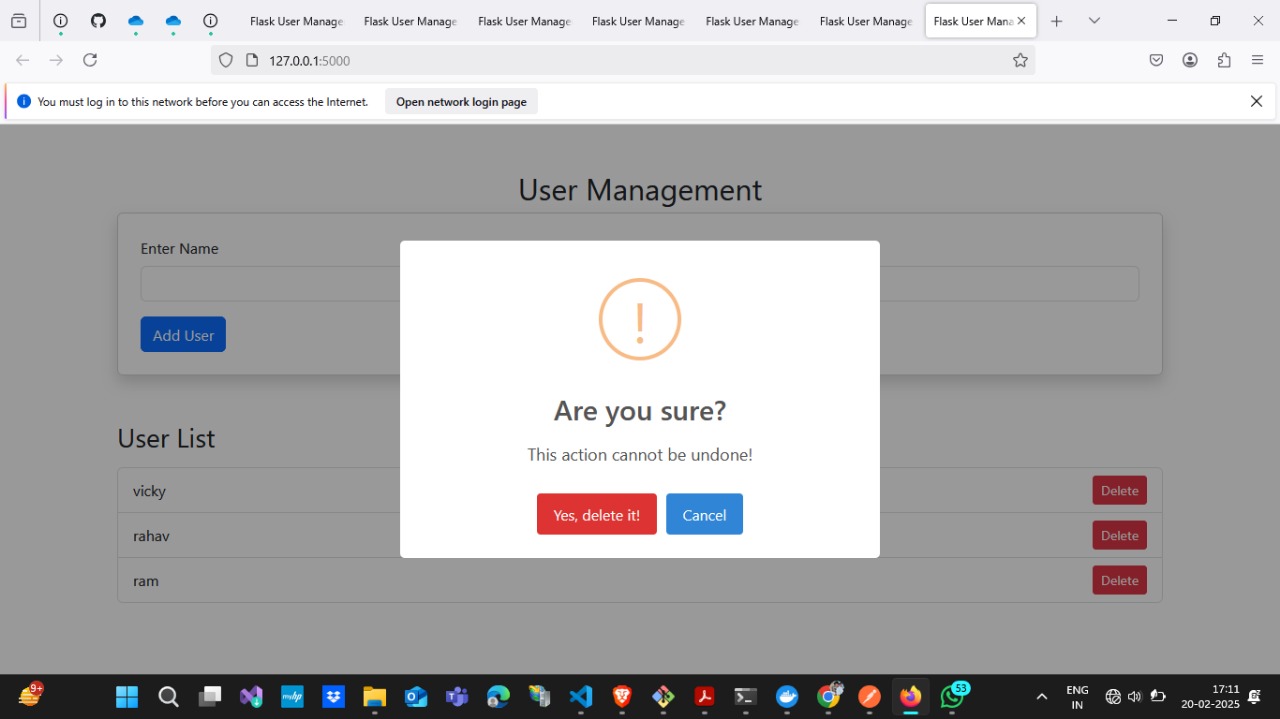 Flask User Manage Flask User Manage Flask User Manage Flask User Manage Flask User Manage Flask User Manage Flask User Mana
127.0.0.1:5000
You must log in to this network before you can access the Internet. Open network login page
User Management
Enter Name
Add User
!
Are you sure?
This action cannot be undone!
Yes, delete it! Cancel
User List
vicky Delete
rahav Delete
ram Delete
9+ myhp 53 ENG 17:11
IN 20-02-2025